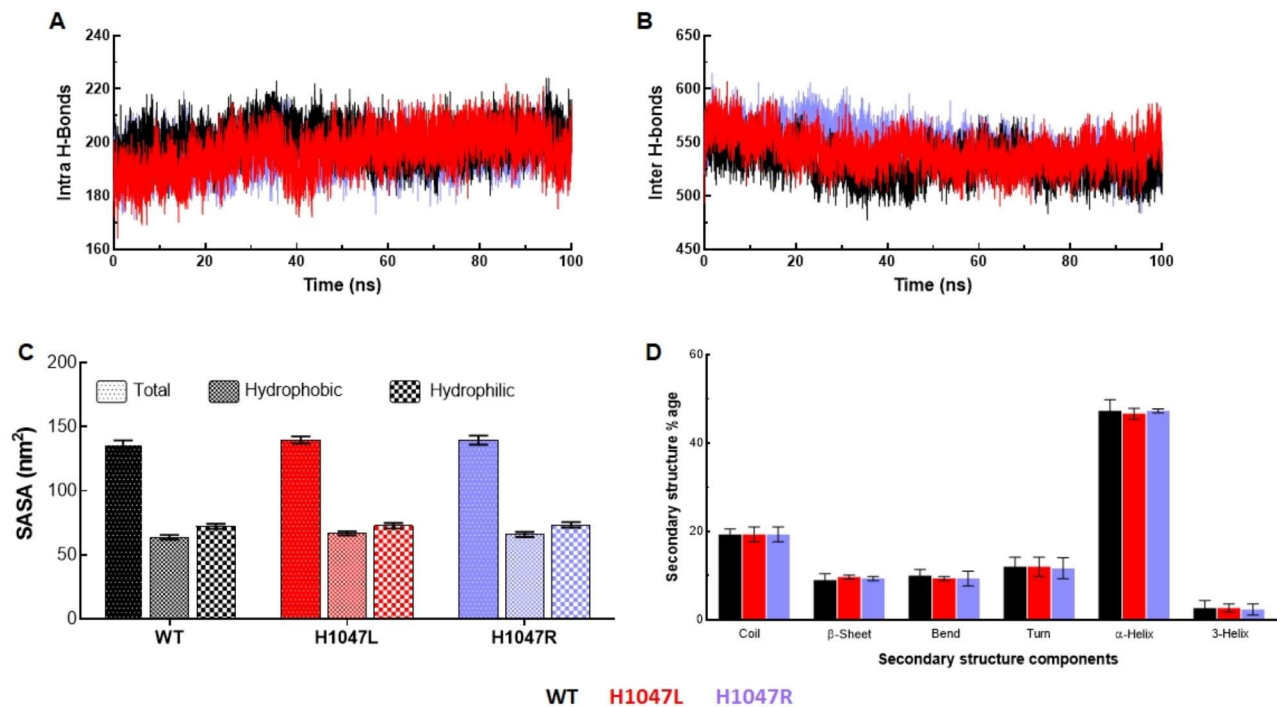 A
240
220
200
180
160
Intra H-Bonds
0 20 40 60 80 100
Time (ns)
B
650
600
550
500
450
Inter H-bonds
0 20 40 60 80 100
Time (ns)
C
200
150
100
50
0
SASA (nm²)
Total Hydrophobic Hydrophilic
WT H1047L H1047R
D
60
40
20
0
Secondary structure % age
Coil β-Sheet Bend Turn α-Helix 3-Helix
Secondary structure components
WT H1047L H1047R